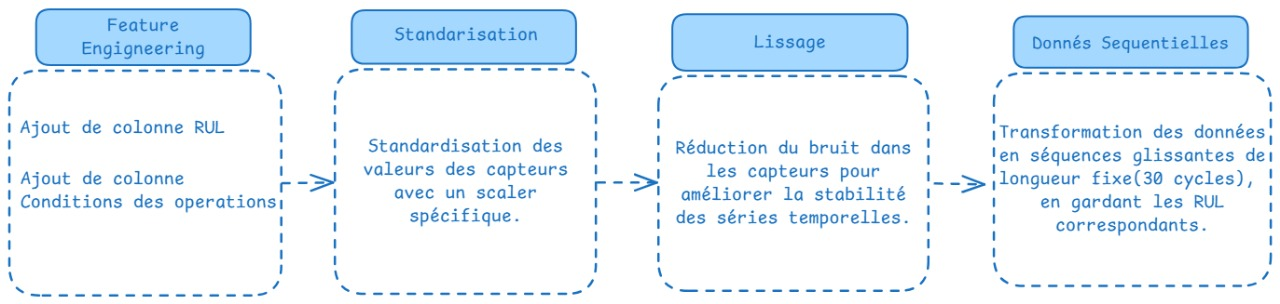 Feature
Engigneering
Ajout de colonne RUL
Ajout de colonne
Conditions des operations
Standarisation
Standardisation des
valeurs des capteurs
avec un scaler
spécifique.
Lissage
Réduction du bruit dans
les capteurs pour
améliorer la stabilité
des séries temporelles.
Donnés Sequentielles
Transformation des données
en séquences glissantes de
longueur fixe(30 cycles),
en gardant les RUL
correspondants.